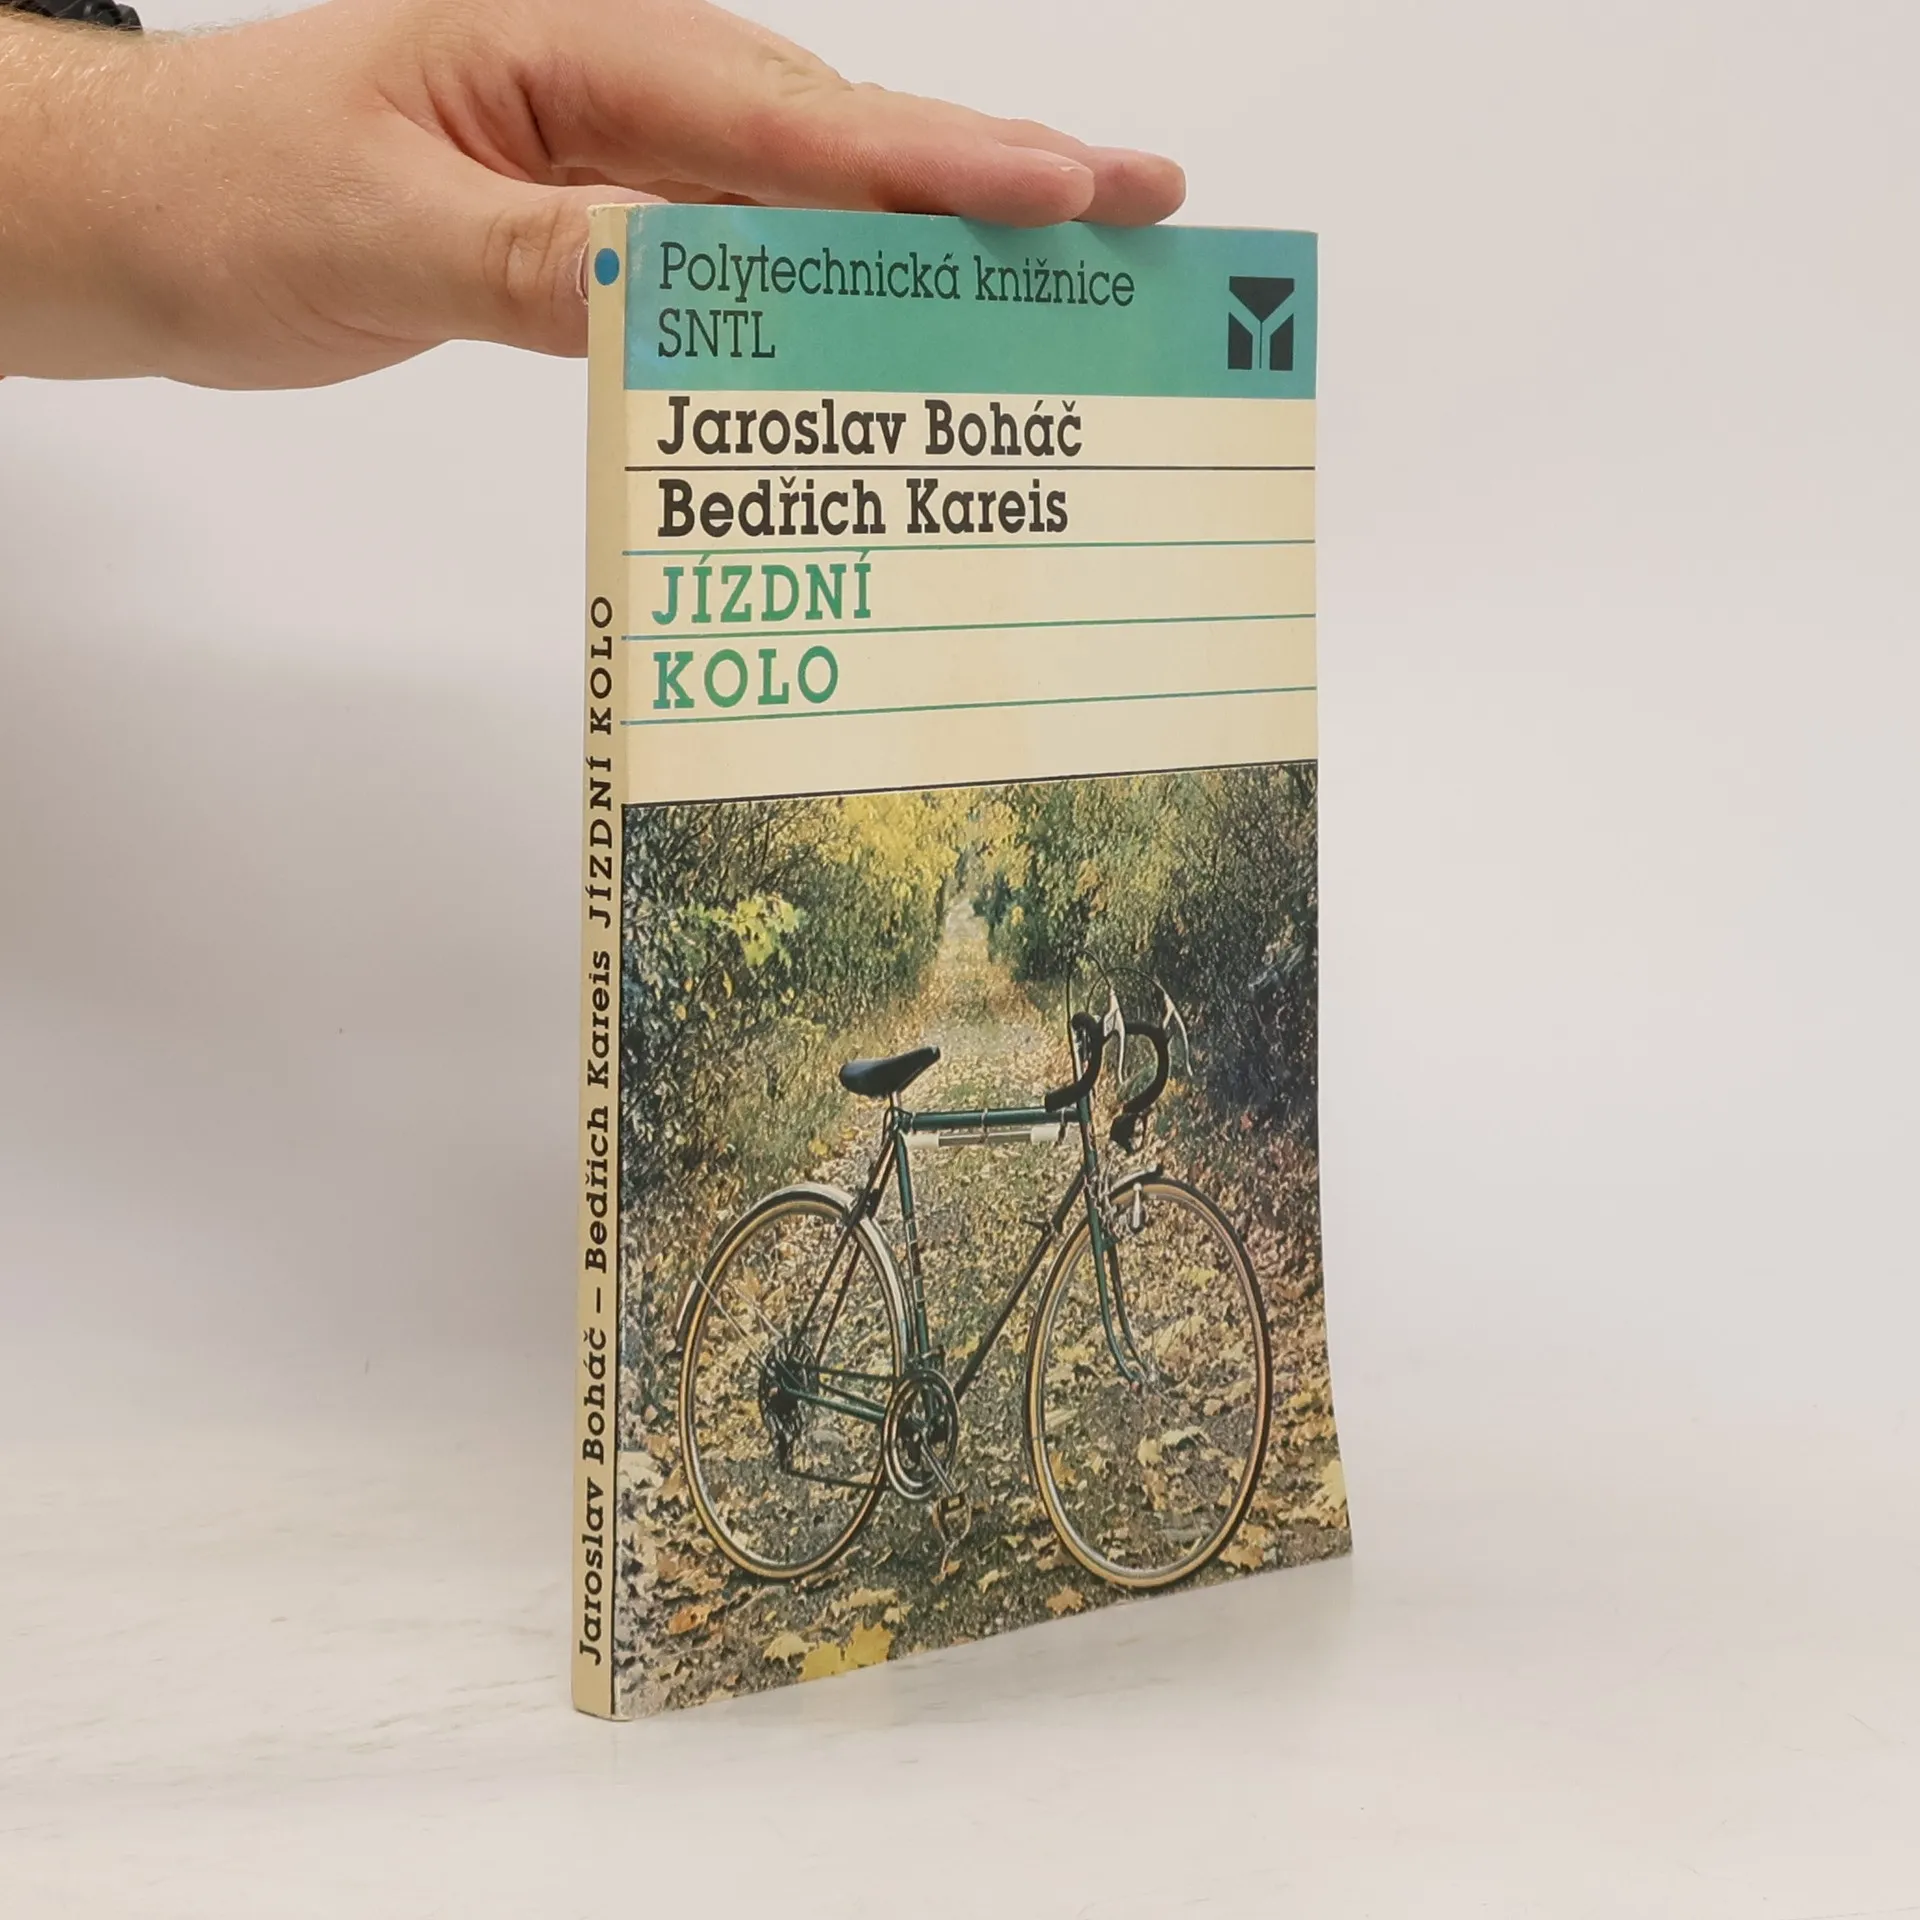 Polytechnická knižnice
SNTL
Jaroslav Boháč
Bedřich Kareis
JÍZDNÍ
KOLO
Jaroslav Boháč – Bedřich Kareis JÍZDNÍ KOLO